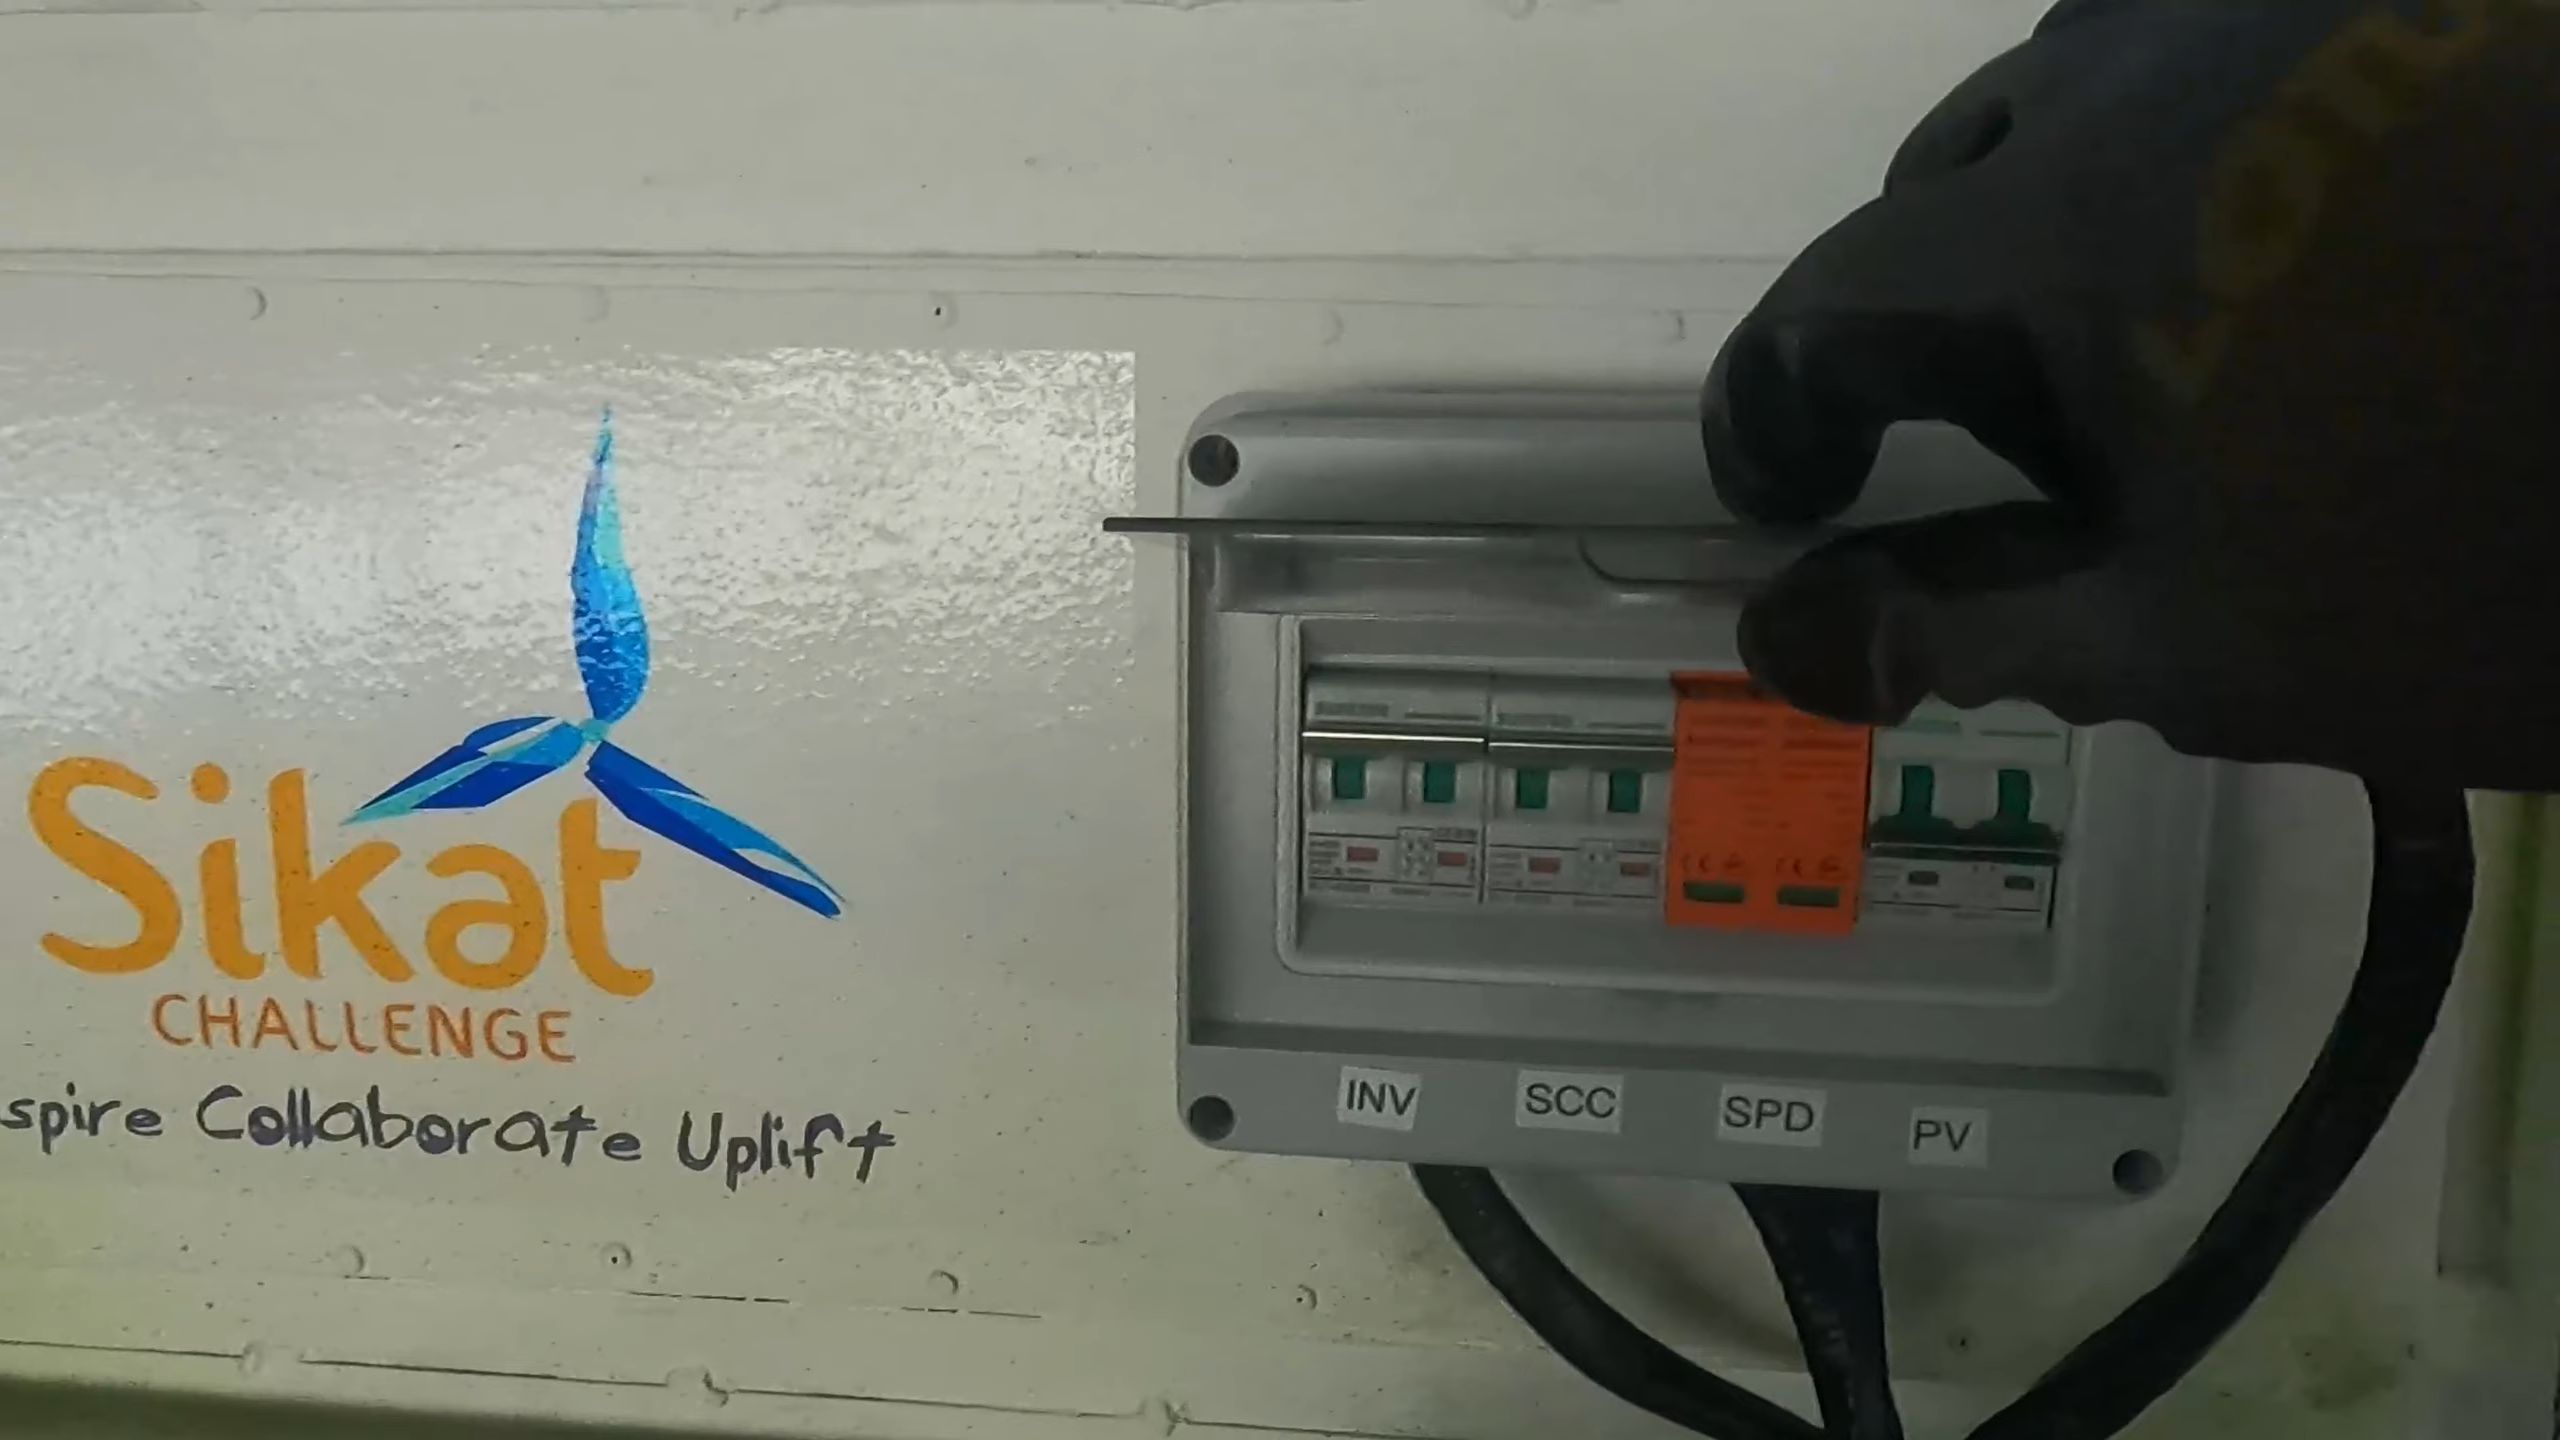 Sikat
CHALLENGE
spire Collaborate Uplift
INV
SCC
SPD
PV